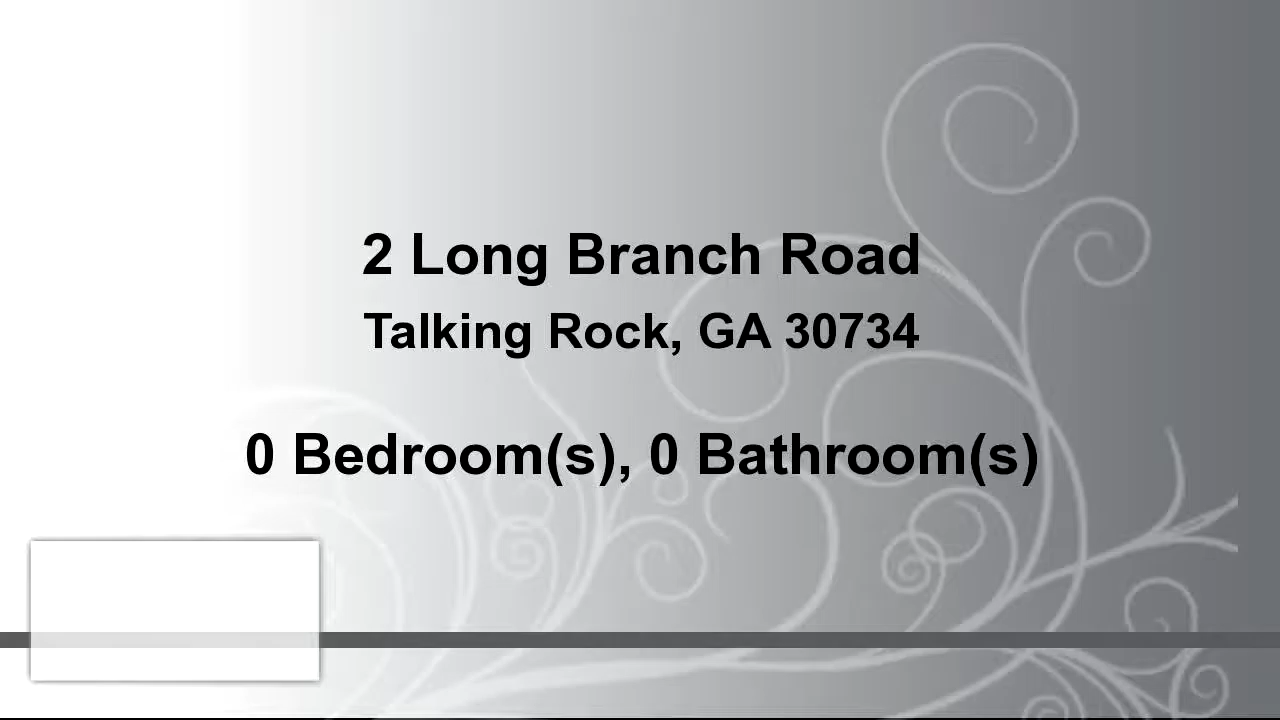 2 Long Branch Road
Talking Rock, GA 30734
0 Bedroom(s), 0 Bathroom(s)